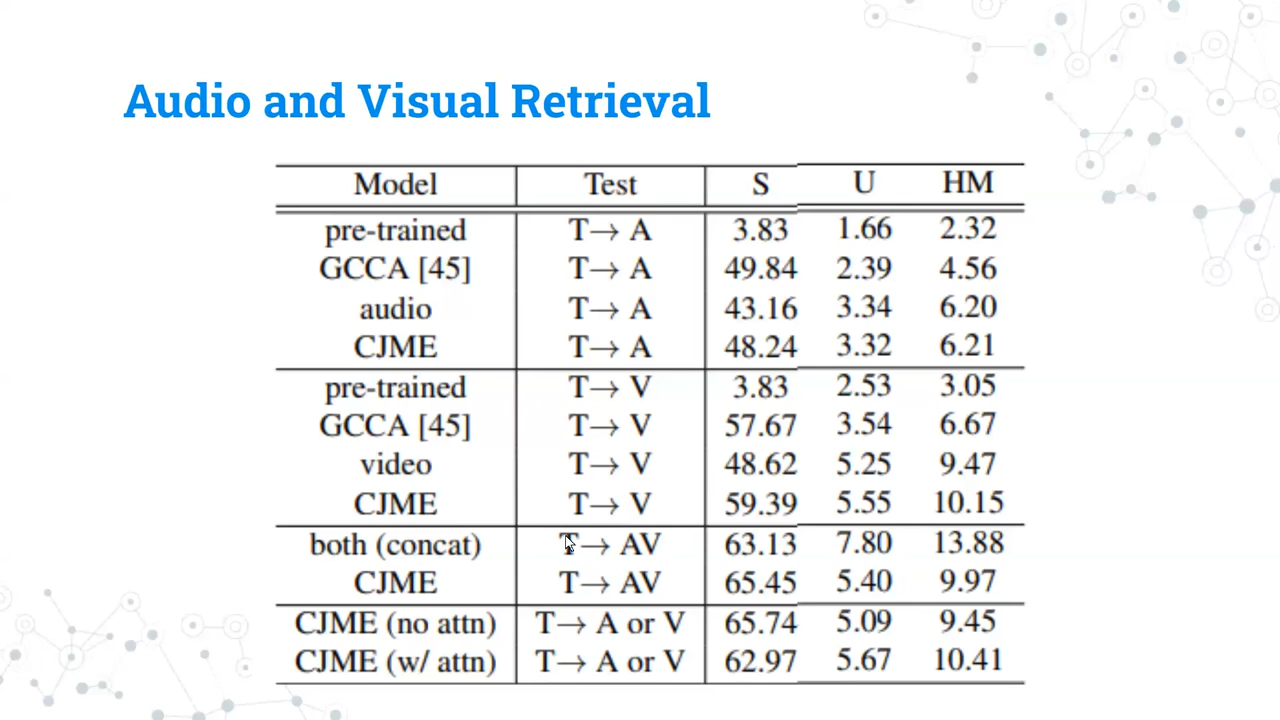 Audio and Visual Retrieval
Model Test S U HM
pre-trained T→ A 3.83 1.66 2.32
GCCA [45] T→ A 49.84 2.39 4.56
audio T→ A 43.16 3.34 6.20
CJME T→ A 48.24 3.32 6.21
pre-trained T→ V 3.83 2.53 3.05
GCCA [45] T→ V 57.67 3.54 6.67
video T→ V 48.62 5.25 9.47
CJME T→ V 59.39 5.55 10.15
both (concat) T→ AV 63.13 7.80 13.88
CJME T→ AV 65.45 5.40 9.97
CJME (no attn) T→ A or V 65.74 5.09 9.45
CJME (w/ attn) T→ A or V 62.97 5.67 10.41